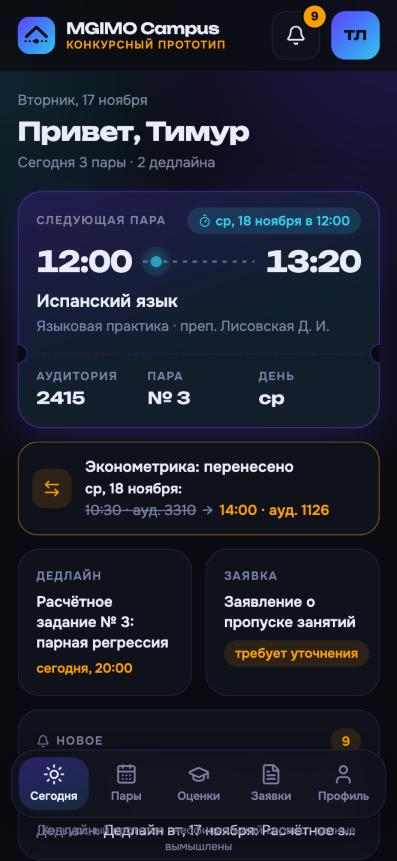 MGIMO Campus
КОНКУРСНЫЙ ПРОТОТИП
9
ТЛ
Вторник, 17 ноября
Привет, Тимур
Сегодня 3 пары · 2 дедлайна
СЛЕДУЮЩАЯ ПАРА
ср, 18 ноября в 12:00
12:00
13:20
Испанский язык
Языковая практика · преп. Лисовская Д. И.
АУДИТОРИЯ
ПАРА
ДЕНЬ
2415
№ 3
ср
Эконометрика: перенесено
ср, 18 ноября:
10:30 · ауд. 3310 → 14:00 · ауд. 1126
ДЕДЛАЙН
Расчётное
задание № 3:
парная регрессия
сегодня, 20:00
ЗАЯВКА
Заявление о
пропуске занятий
требует уточнения
НОВОЕ
9
Сегодня
Пары
Оценки
Заявки
Профиль
Дедлайн
Дедлайн вт, 17 ноября: Расчётное з...
вымышлены